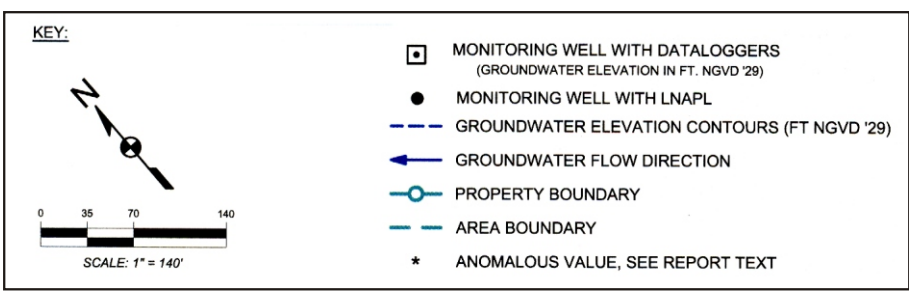 KEY:
N
0 35 70 140
SCALE: 1" = 140'
MONITORING WELL WITH DATALOGGERS
(GROUNDWATER ELEVATION IN FT. NGVD '29)
MONITORING WELL WITH LNAPL
GROUNDWATER ELEVATION CONTOURS (FT NGVD '29)
GROUNDWATER FLOW DIRECTION
PROPERTY BOUNDARY
AREA BOUNDARY
* ANOMALOUS VALUE, SEE REPORT TEXT